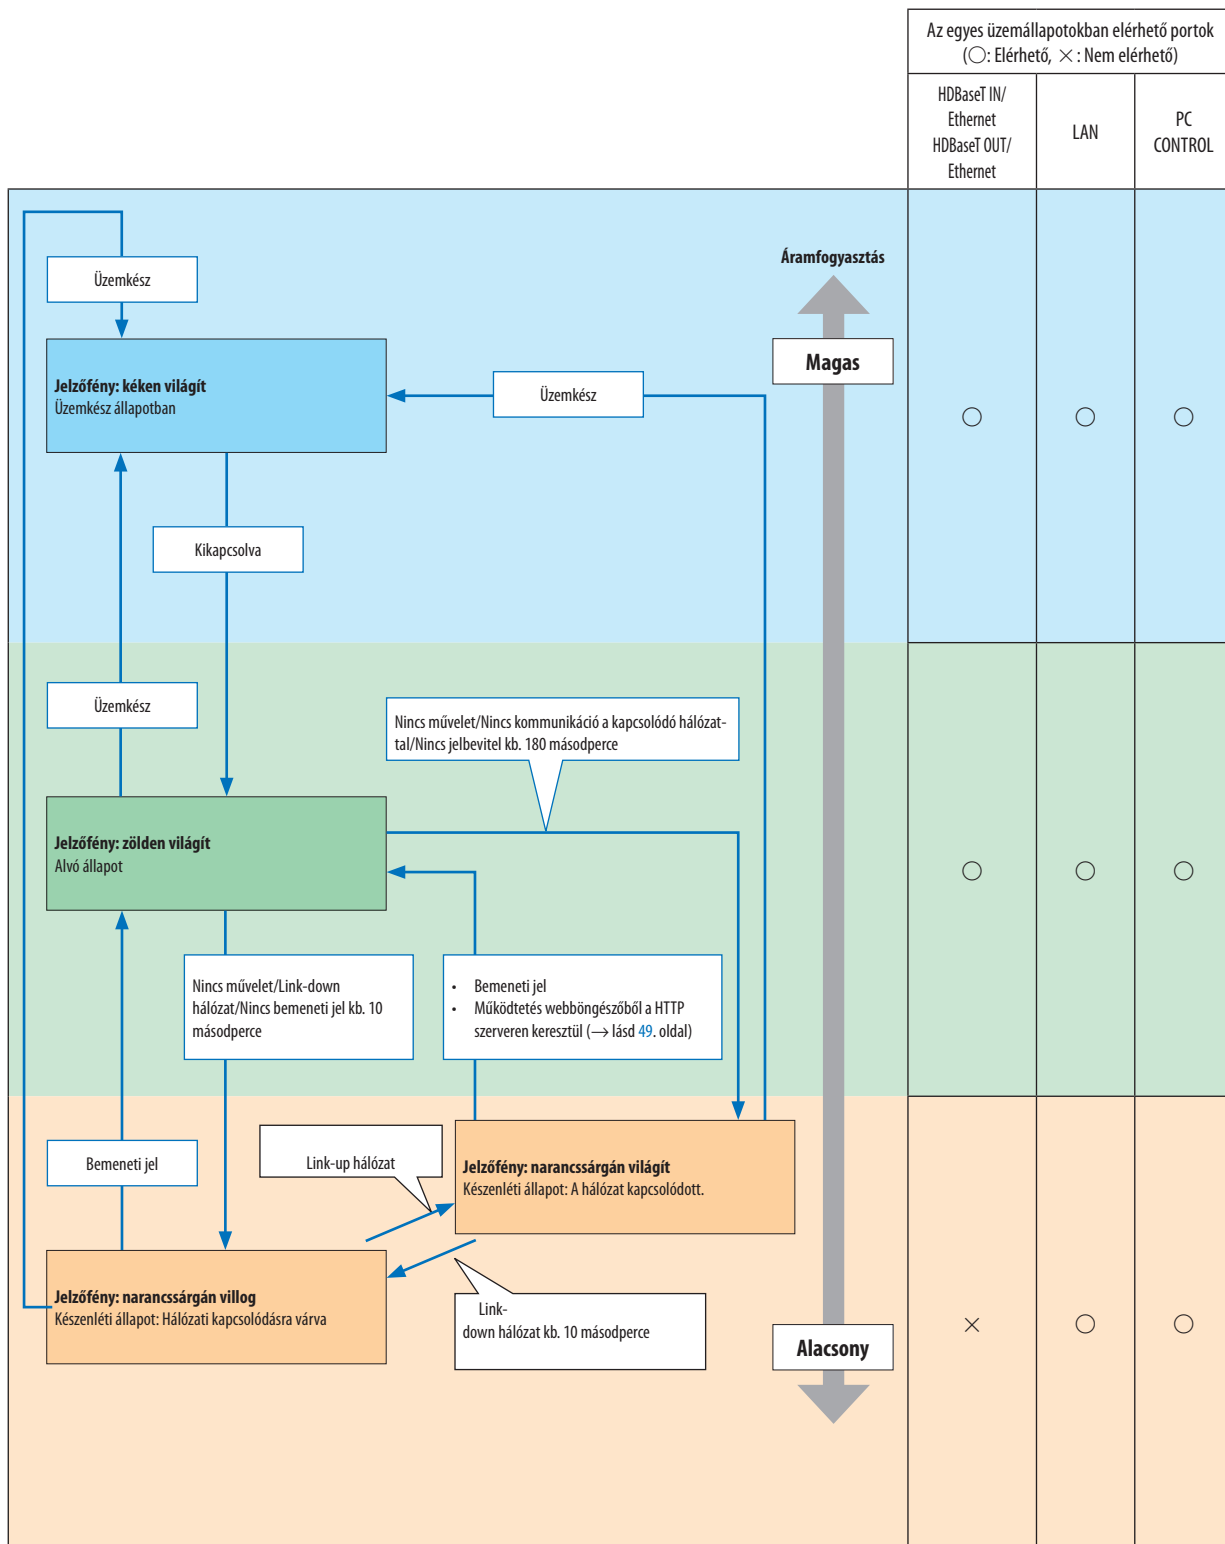 Az egyes üzemállapotokban elérhető portok
(○: Elérhető, ×: Nem elérhető)
HDBaseT IN/
Ethernet
HDBaseT OUT/
Ethernet
LAN
PC
CONTROL
Üzemkész
Áramfogyasztás
Magas
Jelzőfény: kéken világít
Üzemkész állapotban
Üzemkész
○
○
○
Kikapcsolva
Üzemkész
Nincs művelet/Nincs kommunikáció a kapcsolódó hálózat-
tal/Nincs jelbevitel kb. 180 másodperce
Jelzőfény: zölden világít
Alvó állapot
○
○
○
Nincs művelet/Link-down
hálózat/Nincs bemeneti jel kb. 10
másodperce
• Bemeneti jel
• Működtetés webböngészőből a HTTP
szerveren keresztül (→ lásd 49. oldal)
Bemeneti jel
Link-up hálózat
Jelzőfény: narancssárgán világít
Készenléti állapot: A hálózat kapcsolódott.
Jelzőfény: narancssárgán villog
Készenléti állapot: Hálózati kapcsolódásra várva
Link-
down hálózat kb. 10 másodperce
Alacsony
×
○
○